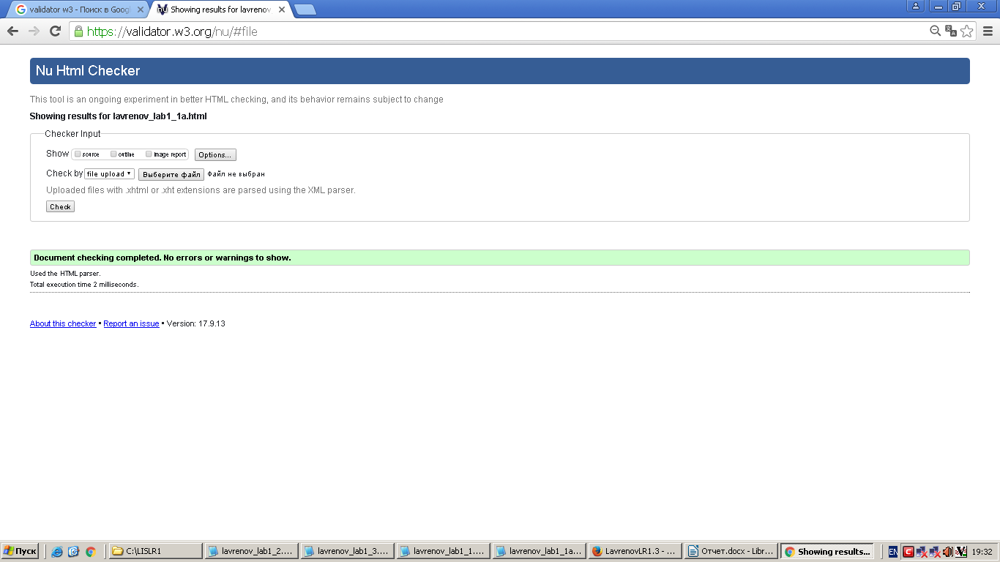 validator w3 - Поиск в Goog
Showing results for lavrenov
https://validator.w3.org/nu/#file
Nu Html Checker
This tool is an ongoing experiment in better HTML checking, and its behavior remains subject to change
Showing results for lavrenov_lab1_1a.html
Checker Input
Show source outline image report Options...
Check by file upload Выберите файл Файл не выбран
Uploaded files with .xhtml or .xht extensions are parsed using the XML parser.
Check
Document checking completed. No errors or warnings to show.
Used the HTML parser.
Total execution time 2 milliseconds.
About this checker • Report an issue • Version: 17.9.13
Пуск C:\LISLR1 lavrenov_lab1_2.... lavrenov_lab1_3.... lavrenov_lab1_1.... lavrenov_lab1_1a... LavrenovLR1.3 - ... Отчет.docx - Libr... Showing results... EN 19:32